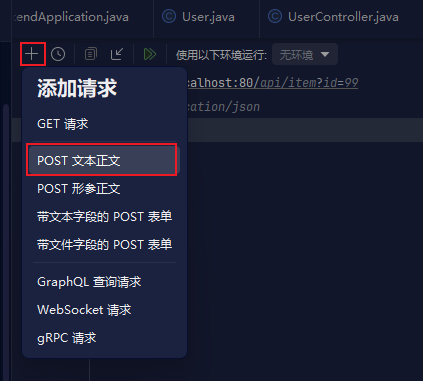 tendApplication.java User.java UserController.java
使用以下环境运行: 无环境
添加请求
calhost:80/api/item?id=99
GET 请求
cation/json
POST 文本正文
POST 形参正文
带文本字段的 POST 表单
带文件字段的 POST 表单
GraphQL 查询请求
WebSocket 请求
gRPC 请求